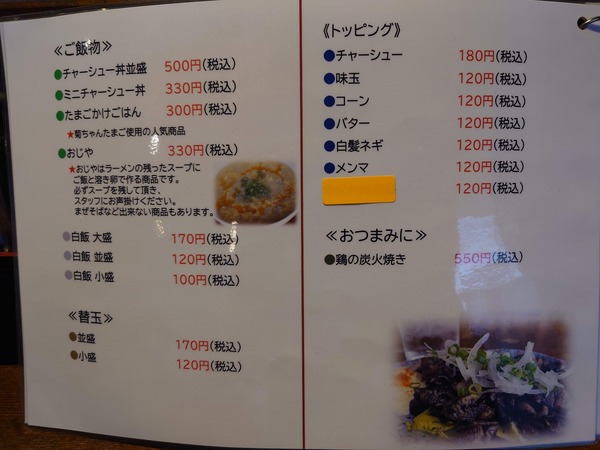 ≪ご飯物≫
●チャーシュー丼並盛 500円(税込)
●ミニチャーシュー丼 330円(税込)
●たまごかけごはん 300円(税込)
★菊ちゃんたまご使用の人気商品
●おじや 330円(税込)
★おじやはラーメンの残ったスープに
ご飯と溶き卵で作る商品です。
必ずスープを残して頂き、
スタッフにお声掛けください。
まぜそばなど出来ない商品もあります。
●白飯 大盛 170円(税込)
●白飯 並盛 120円(税込)
●白飯 小盛 100円(税込)
≪替玉≫
●並盛 170円(税込)
●小盛 120円(税込)
《トッピング》
●チャーシュー 180円(税込)
●味玉 120円(税込)
●コーン 120円(税込)
●バター 120円(税込)
●白髪ネギ 120円(税込)
●メンマ 120円(税込)
120円(税込)
≪おつまみに≫
●鶏の炭火焼き 550円(税込)